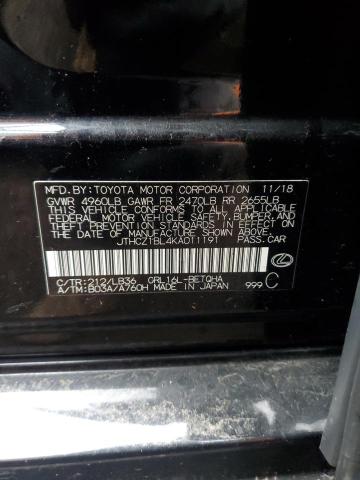 MFD.BY:TOYOTA MOTOR CORPORATION 11/18
GVWR 4960LB GAWR FR 2470LB RR 2655LB
THIS VEHICLE CONFORMS TO ALL APPLICABLE
FEDERAL MOTOR VEHICLE SAFETY, BUMPER, AND
THEFT PREVENTION STANDARDS IN EFFECT ON
THE DATE OF MANUFACTURE SHOWN ABOVE.
JTHCZ1BL4KA011191 PASS.CAR
C/TR:212/LB36 GRL16L-BETQHA
A/TM:B03A/A760H MADE IN JAPAN 999 C